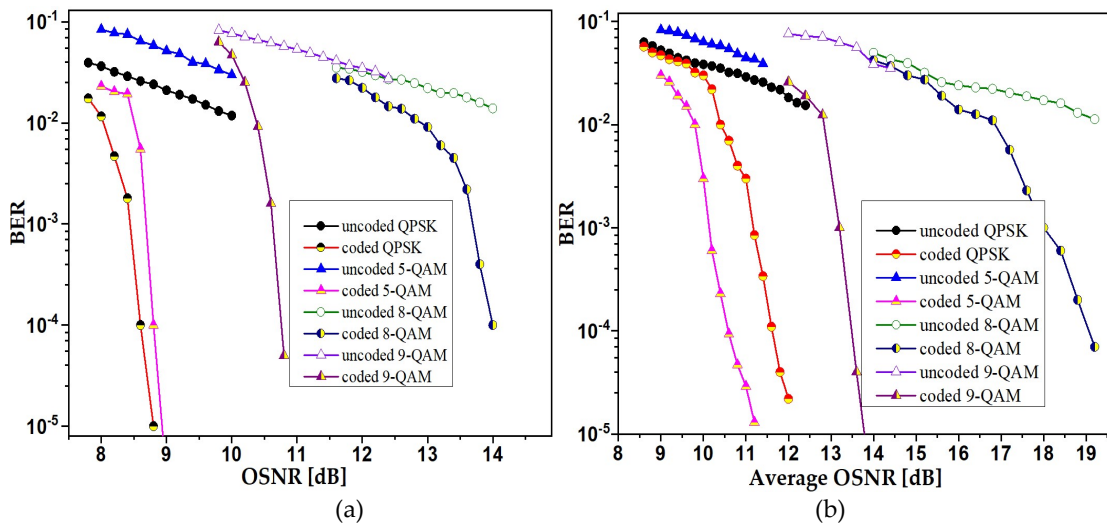 10⁻¹
10⁻²
10⁻³
10⁻⁴
10⁻⁵
BER
uncoded QPSK
coded QPSK
uncoded 5-QAM
coded 5-QAM
uncoded 8-QAM
coded 8-QAM
uncoded 9-QAM
coded 9-QAM
8 9 10 11 12 13 14
OSNR [dB]
(a)
10⁻¹
10⁻²
10⁻³
10⁻⁴
10⁻⁵
BER
uncoded QPSK
coded QPSK
uncoded 5-QAM
coded 5-QAM
uncoded 8-QAM
coded 8-QAM
uncoded 9-QAM
coded 9-QAM
8 9 10 11 12 13 14 15 16 17 18 19
Average OSNR [dB]
(b)